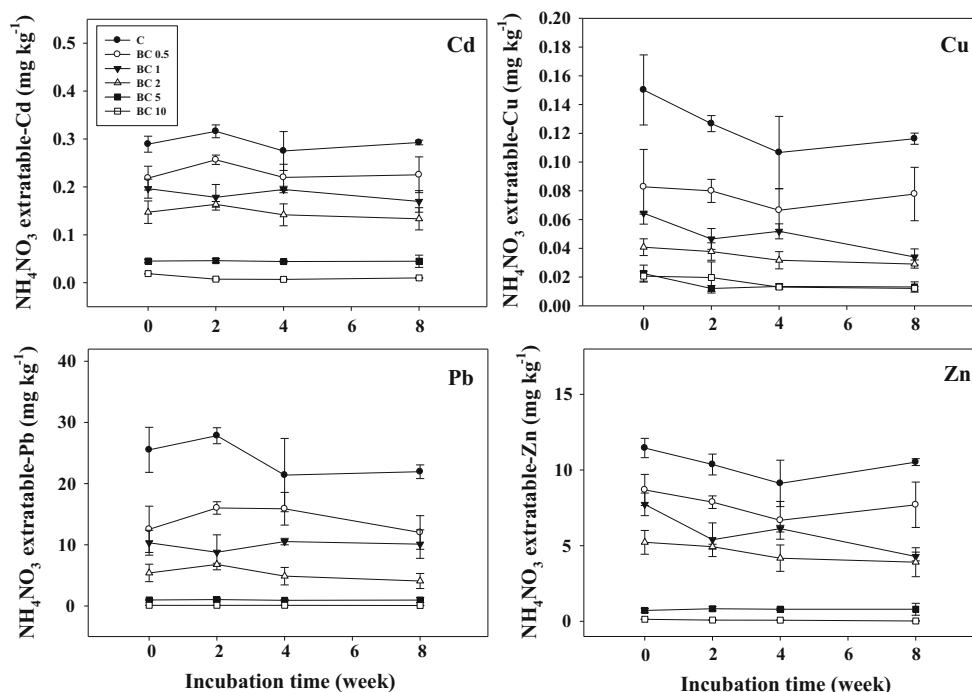 Cd
NH4NO3 extratable-Cd (mg kg-1)
0.5
0.4
0.3
0.2
0.1
0.0
C
BC 0.5
BC 1
BC 2
BC 5
BC 10
0 2 4 6 8
Cu
NH4NO3 extratable-Cu (mg kg-1)
0.20
0.18
0.16
0.14
0.12
0.10
0.08
0.06
0.04
0.02
0.00
0 2 4 6 8
Pb
NH4NO3 extratable-Pb (mg kg-1)
40
30
20
10
0
0 2 4 6 8
Incubation time (week)
Zn
NH4NO3 extratable-Zn (mg kg-1)
15
10
5
0
0 2 4 6 8
Incubation time (week)